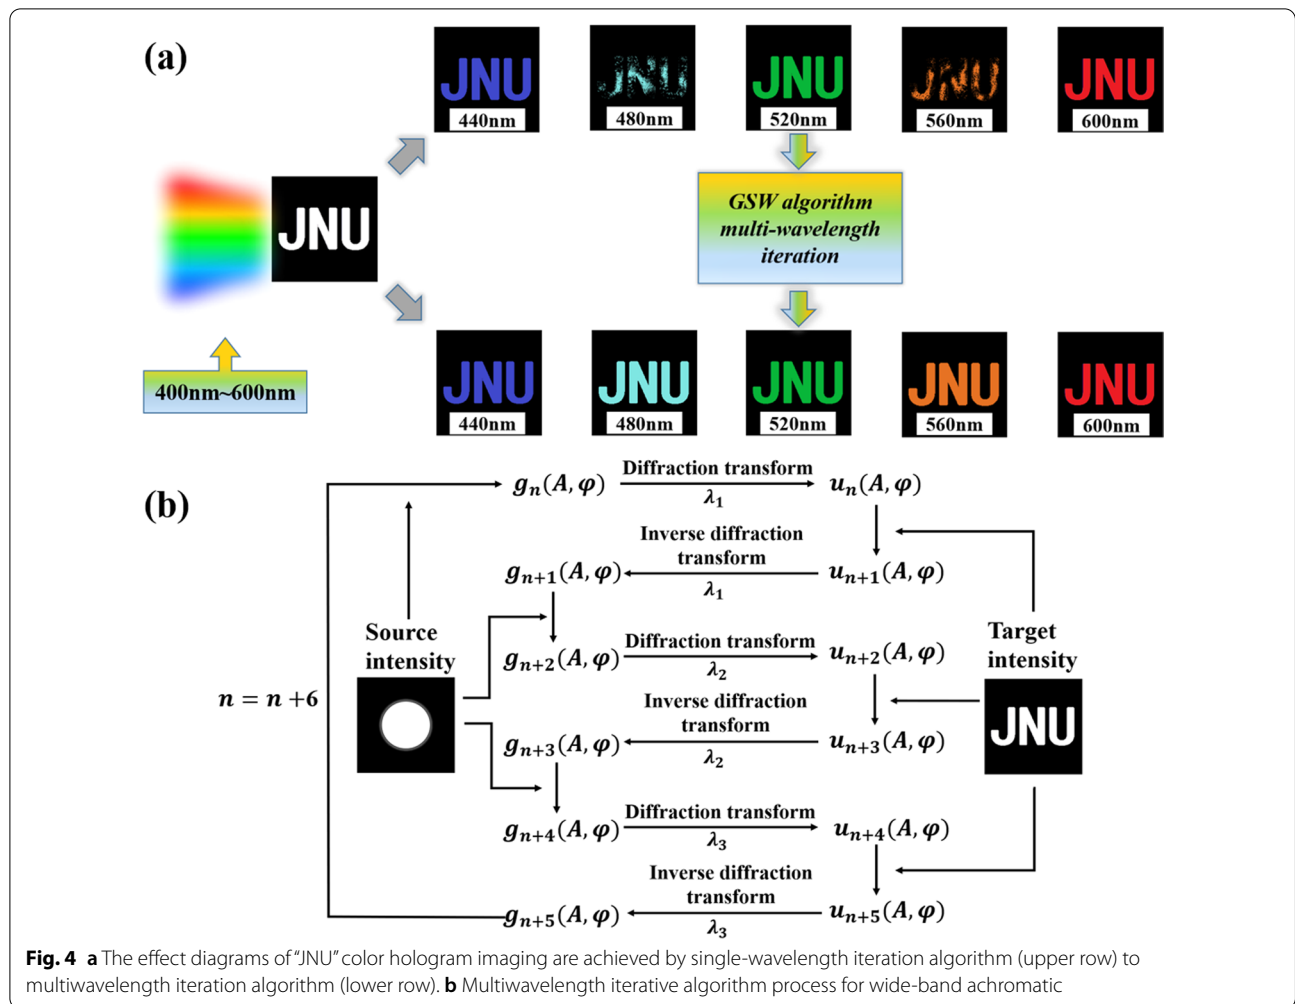 (a)
JNU
440nm
JNU
480nm
JNU
520nm
JNU
560nm
JNU
600nm
JNU
GSW algorithm
multi-wavelength
iteration
400nm~600nm
JNU
440nm
JNU
480nm
JNU
520nm
JNU
560nm
JNU
600nm
(b)
gₙ(A,φ)
Diffraction transform
λ₁
uₙ(A,φ)
Inverse diffraction
transform
gₙ₊₁(A,φ)
λ₁
uₙ₊₁(A,φ)
Source
intensity
Diffraction transform
gₙ₊₂(A,φ)
λ₂
uₙ₊₂(A,φ)
Target
intensity
JNU
n = n +6
Inverse diffraction
transform
gₙ₊₃(A,φ)
λ₂
uₙ₊₃(A,φ)
Diffraction transform
gₙ₊₄(A,φ)
λ₃
uₙ₊₄(A,φ)
Inverse diffraction
transform
gₙ₊₅(A,φ)
λ₃
uₙ₊₅(A,φ)
Fig. 4 a The effect diagrams of “JNU” color hologram imaging are achieved by single-wavelength iteration algorithm (upper row) to
multiwavelength iteration algorithm (lower row). b Multiwavelength iterative algorithm process for wide-band achromatic